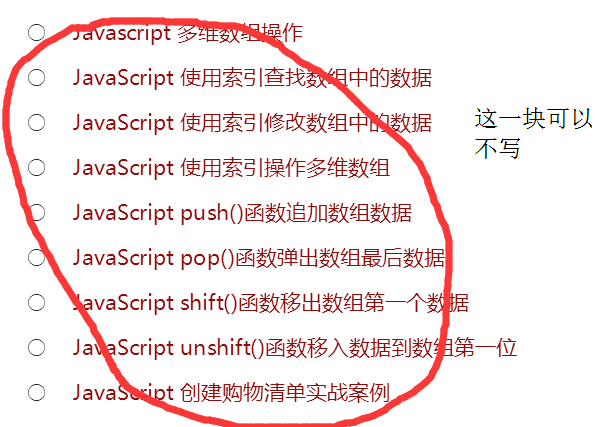 Javascript 多维数组操作
JavaScript 使用索引查找数组中的数据
JavaScript 使用索引修改数组中的数据
这一块可以
不写
JavaScript 使用索引操作多维数组
JavaScript push()函数追加数组数据
JavaScript pop()函数弹出数组最后数据
JavaScript shift()函数移出数组第一个数据
JavaScript unshift()函数移入数据到数组第一位
JavaScript 创建购物清单实战案例